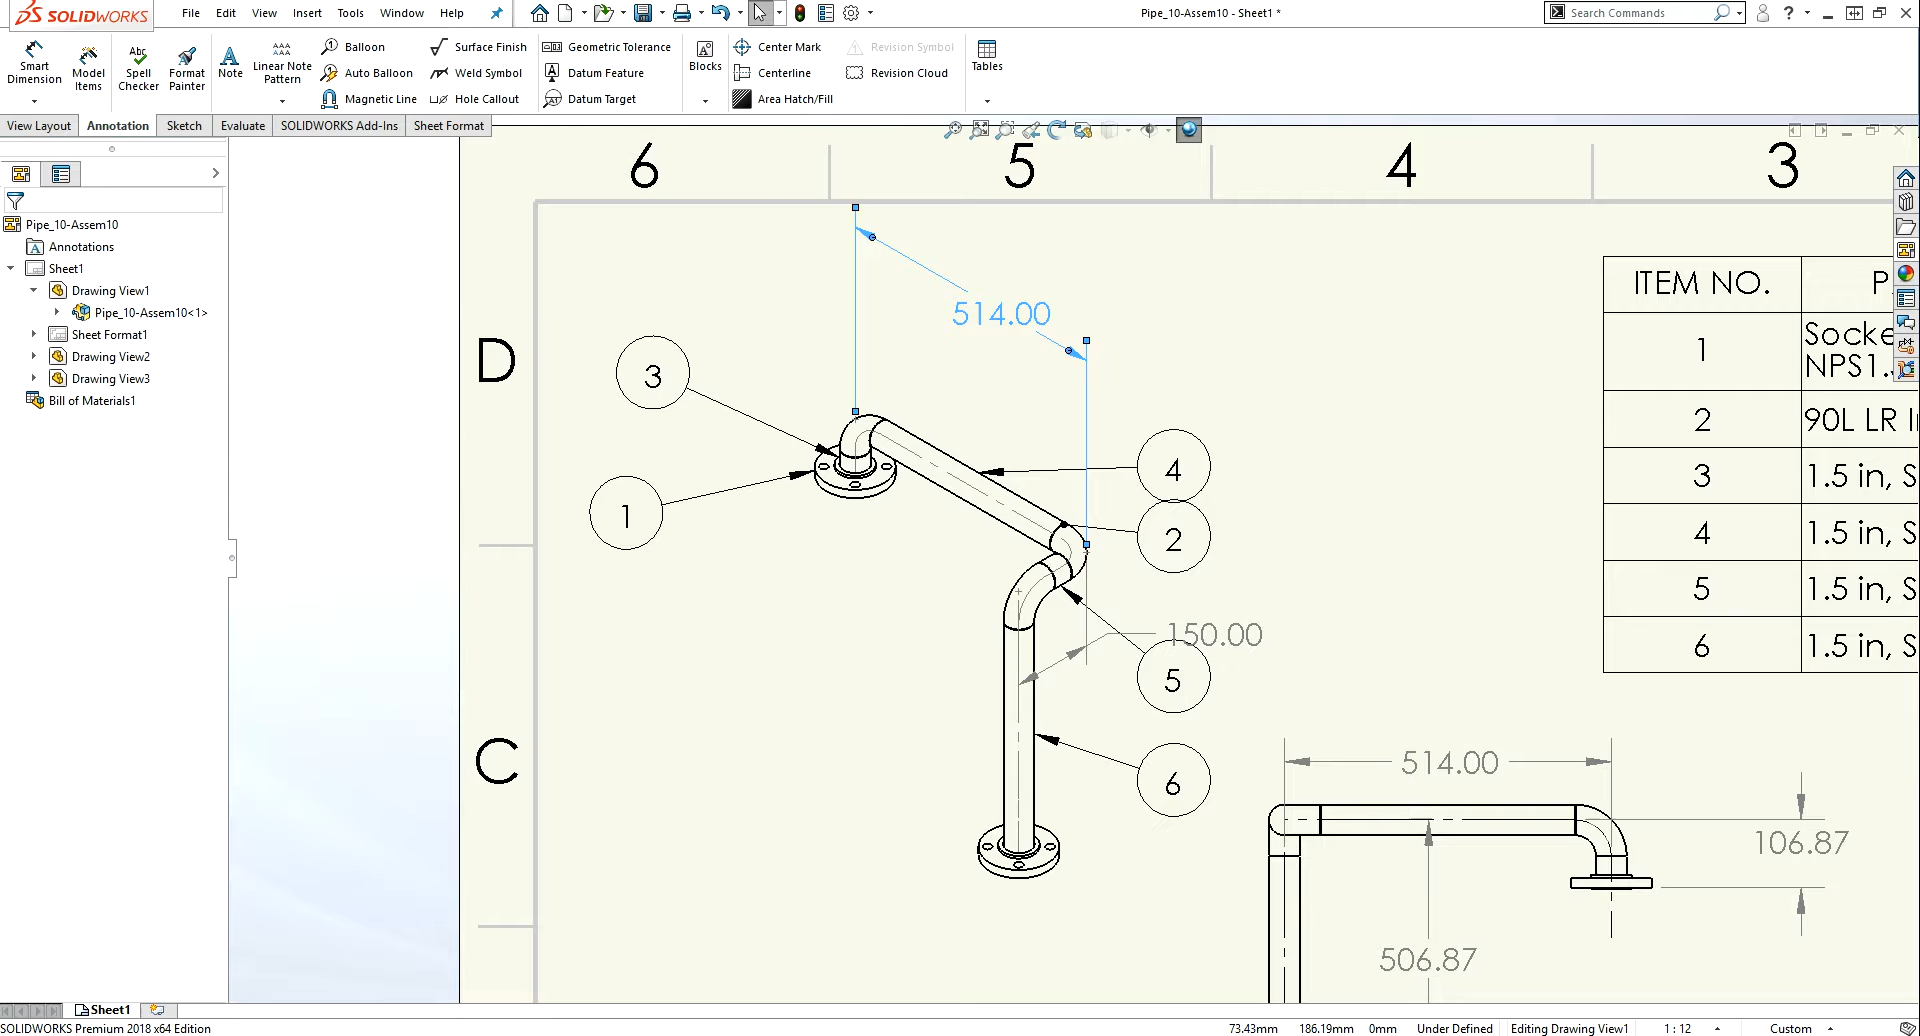 SOLIDWORKS
File Edit View Insert Tools Window Help
Pipe_10-Assem10 - Sheet1 *
Search Commands
Smart Dimension
Model Items
Abc
Spell Checker
Format Painter
A
Note
AAA
AAA
Linear Note Pattern
Balloon
Auto Balloon
Magnetic Line
Surface Finish
Weld Symbol
Hole Callout
Geometric Tolerance
Datum Feature
Datum Target
Blocks
Center Mark
Centerline
Area Hatch/Fill
Revision Symbol
Revision Cloud
Tables
View Layout Annotation Sketch Evaluate SOLIDWORKS Add-Ins Sheet Format
Pipe_10-Assem10
Annotations
Sheet1
Drawing View1
Pipe_10-Assem10<1>
Sheet Format1
Drawing View2
Drawing View3
Bill of Materials1
6 5 4 3
D
C
514.00
3
1
4
2
150.00
5
6
514.00
106.87
506.87
ITEM NO. P
1 Socke
NPS1.
2 90L LR I
3 1.5 in, S
4 1.5 in, S
5 1.5 in, S
6 1.5 in, S
Sheet1
SOLIDWORKS Premium 2018 x64 Edition
73.43mm 186.19mm 0mm Under Defined Editing Drawing View1 1 : 12 Custom